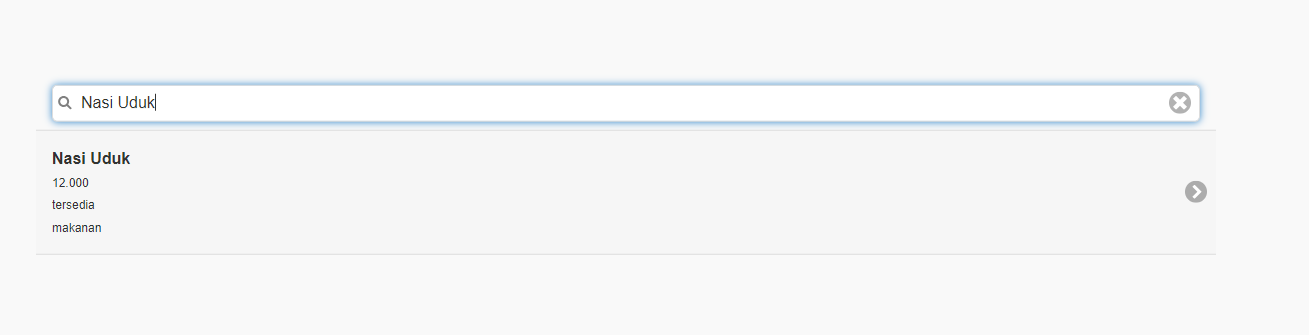 Nasi Uduk
Nasi Uduk
12.000
tersedia
makanan